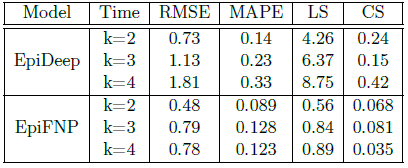 Model Time RMSE MAPE LS CS
k=2 0.73 0.14 4.26 0.24
EpiDeep k=3 1.13 0.23 6.37 0.15
k=4 1.81 0.33 8.75 0.42
k=2 0.48 0.089 0.56 0.068
EpiFNP k=3 0.79 0.128 0.84 0.081
k=4 0.78 0.123 0.89 0.035